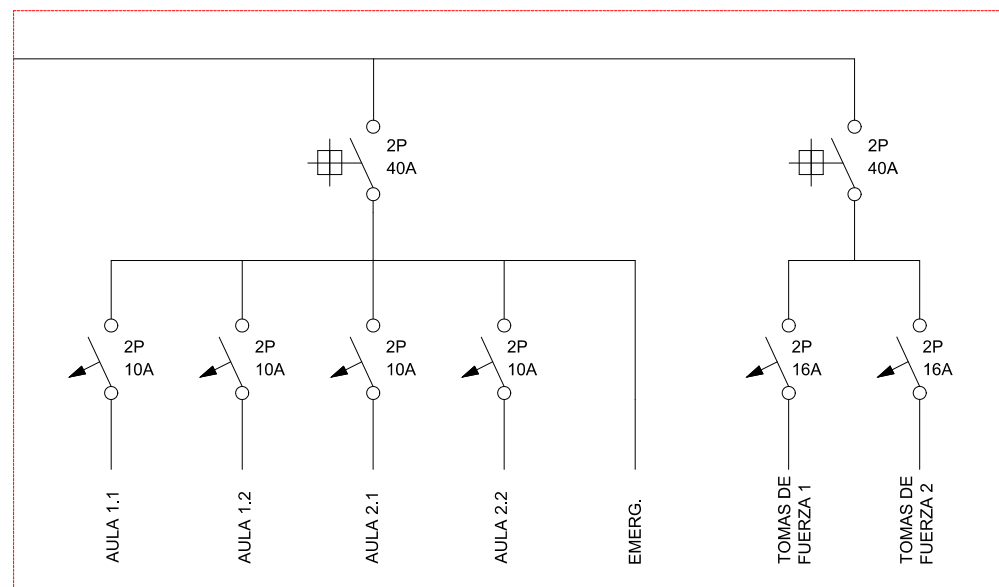 2P
40A
2P
40A
2P
10A
2P
10A
2P
10A
2P
10A
2P
16A
2P
16A
AULA 1.1
AULA 1.2
AULA 2.1
AULA 2.2
EMERG.
TOMAS DE
FUERZA 1
TOMAS DE
FUERZA 2